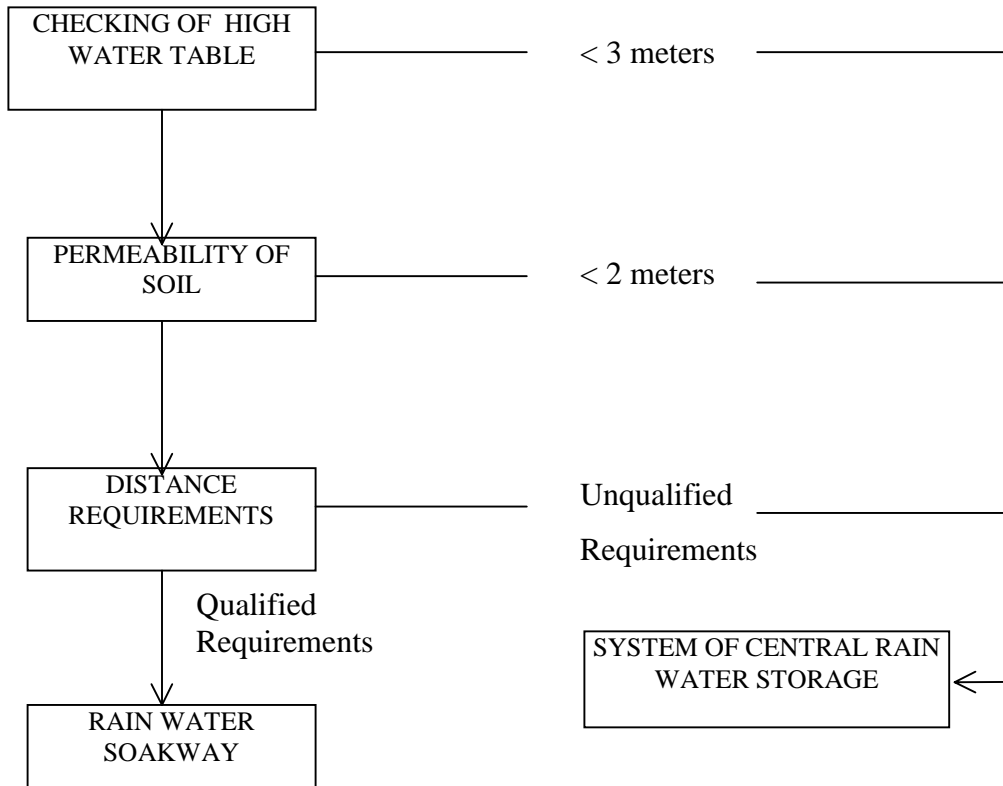 CHECKING OF HIGH
WATER TABLE
< 3 meters
PERMEABILITY OF
SOIL
< 2 meters
DISTANCE
REQUIREMENTS
Unqualified
Requirements
Qualified
Requirements
SYSTEM OF CENTRAL RAIN
WATER STORAGE
RAIN WATER
SOAKWAY